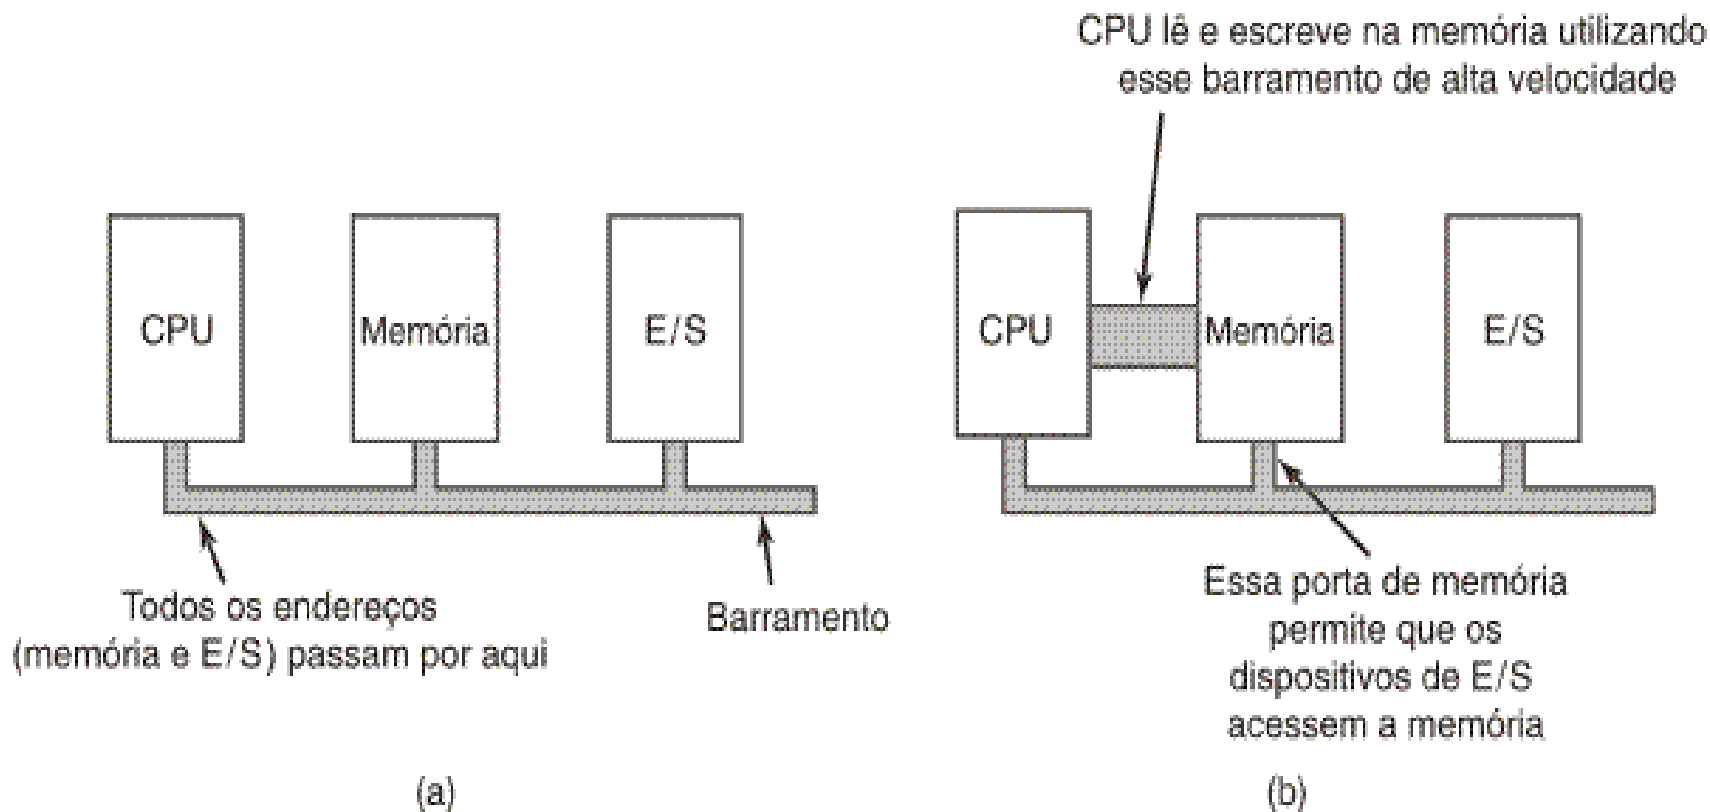 CPU lê e escreve na memória utilizando
esse barramento de alta velocidade
CPU
Memória
E/S
CPU
Memória
E/S
Todos os endereços
(memória e E/S) passam por aqui
Barramento
Essa porta de memória
permite que os
dispositivos de E/S
acessem a memória
(a)
(b)